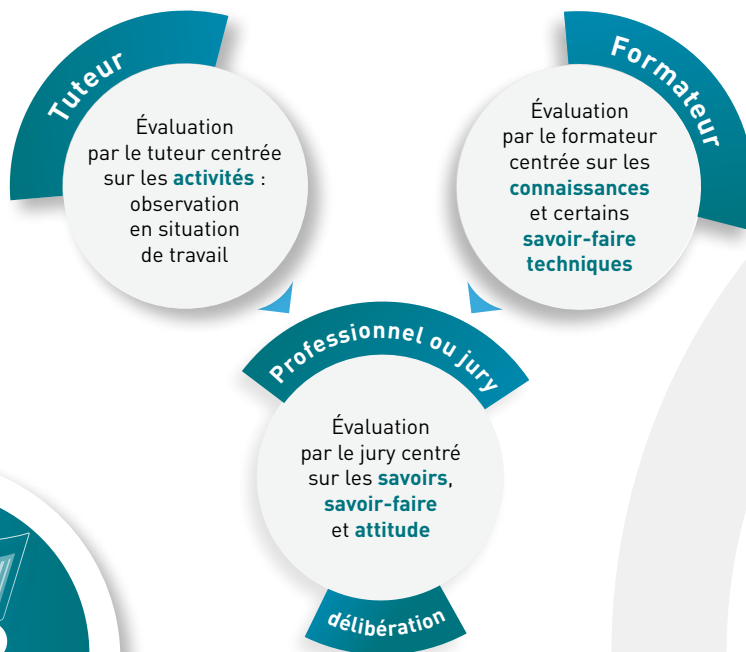 Tuteur
Évaluation
par le tuteur centrée
sur les activités :
observation
en situation
de travail
Formateur
Évaluation
par le formateur
centrée sur les
connaissances
et certains
savoir-faire
techniques
Professionnel ou jury
Évaluation
par le jury centré
sur les savoirs,
savoir-faire
et attitude
délibération